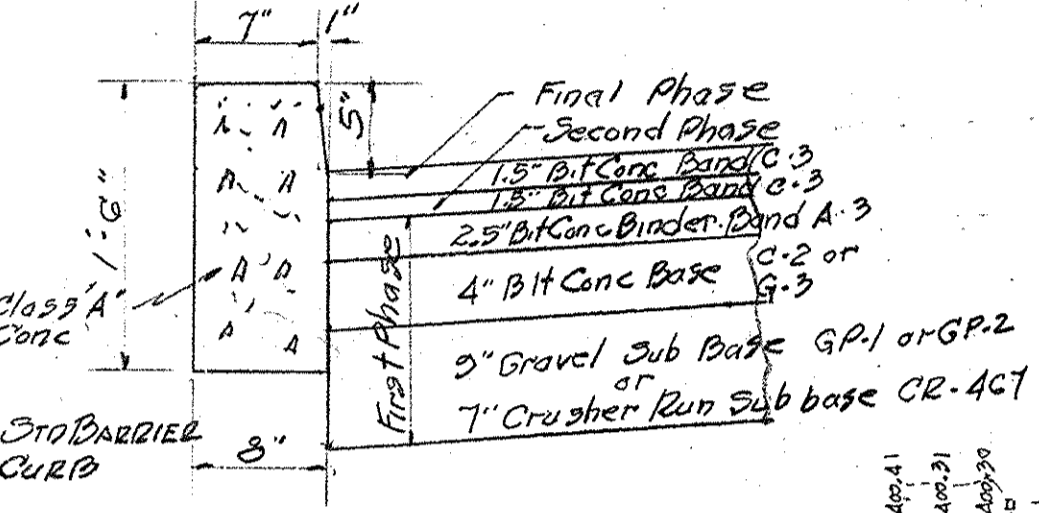 7" 1"
5"
Final Phase
Second Phase
1.5" Bit Conc Band C-3
1.5" Bit Conc Band C-3
2.5" Bit Conc Binder Band A-3
4" Bit Conc Base C-2 or G-3
1'-6"
Class "A" Conc
First Phase
9" Gravel Sub Base GP-1 or GP-2
or
7" Crusher Run Subbase CR-467
STD BARRIER
CURB
8"
400.41
400.31
400.30